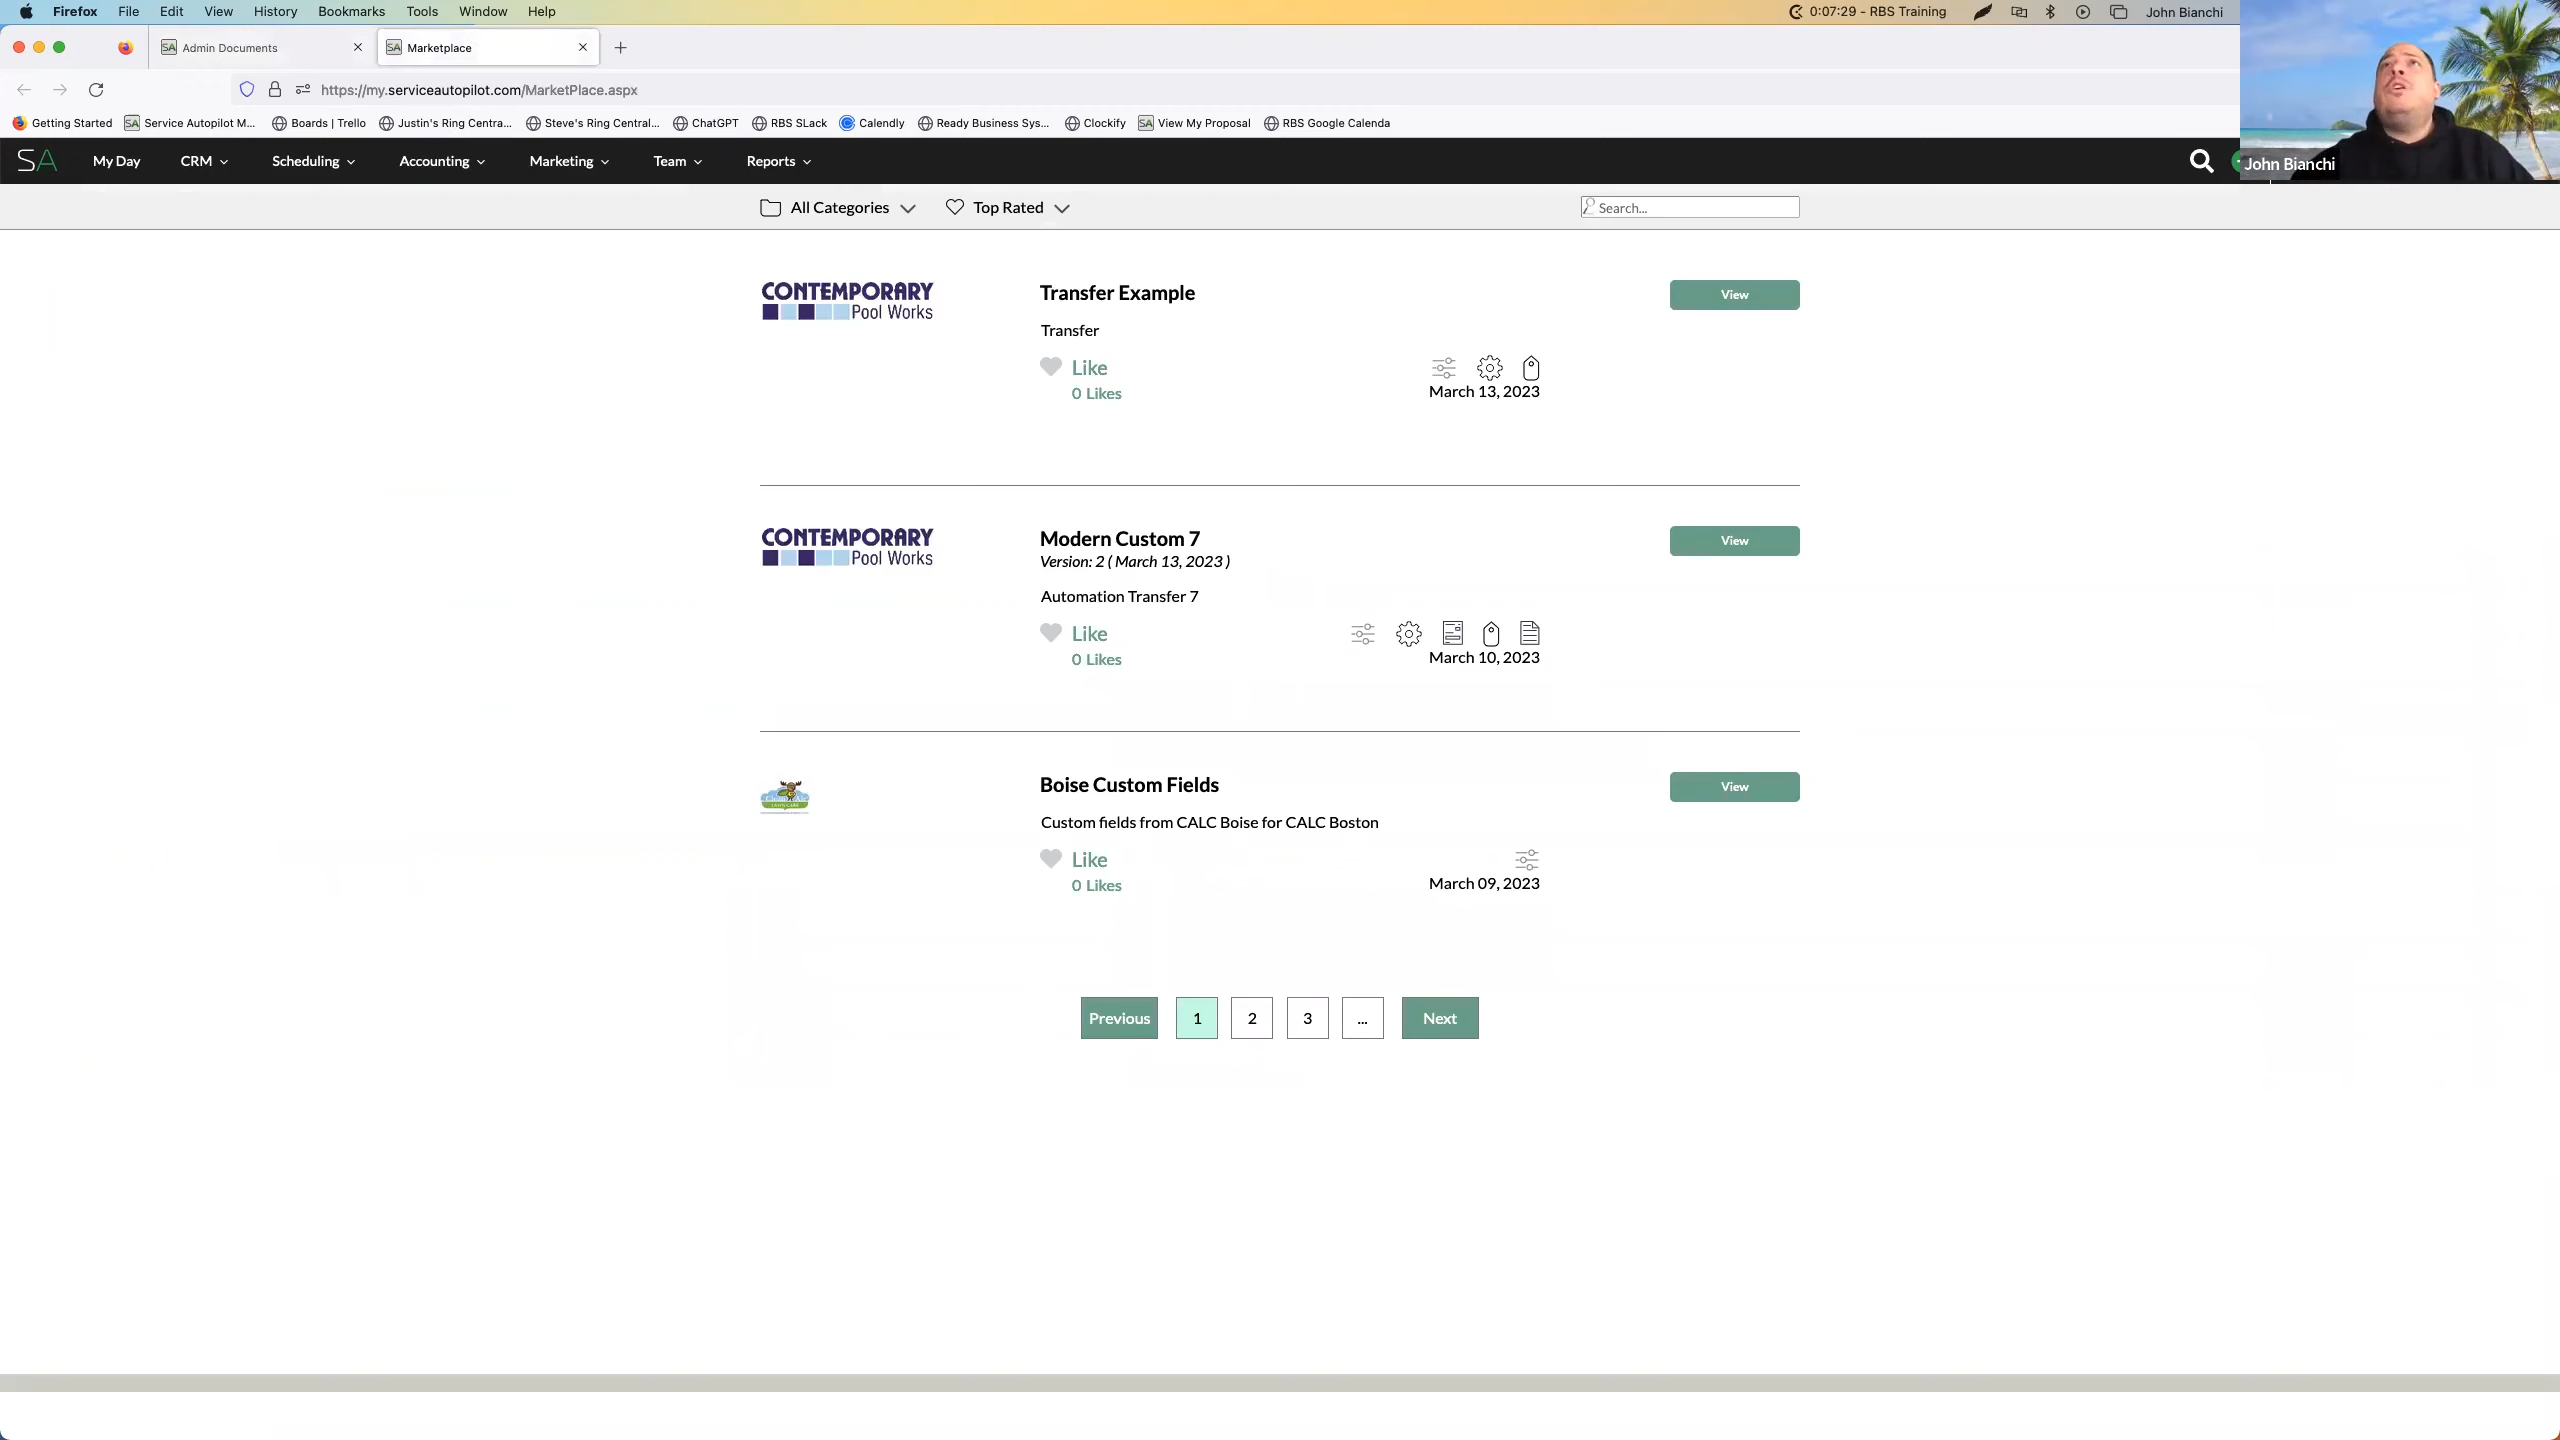 Firefox File Edit View History Bookmarks Tools Window Help 0:07:29 - RBS Training John Bianchi
Admin Documents Marketplace
https://my.serviceautopilot.com/MarketPlace.aspx
Getting Started Service Autopilot M... Boards | Trello Justin's Ring Centra... Steve's Ring Central... ChatGPT RBS SLack Calendly Ready Business Sys... Clockify View My Proposal RBS Google Calenda
SA My Day CRM Scheduling Accounting Marketing Team Reports
John Bianchi
All Categories Top Rated Search...
CONTEMPORARY
Pool Works
Transfer Example
View
Transfer
Like
0 Likes
March 13, 2023
CONTEMPORARY
Pool Works
Modern Custom 7
View
Version: 2 ( March 13, 2023 )
Automation Transfer 7
Like
0 Likes
March 10, 2023
Boise Custom Fields
View
Custom fields from CALC Boise for CALC Boston
Like
0 Likes
March 09, 2023
Previous 1 2 3 ... Next